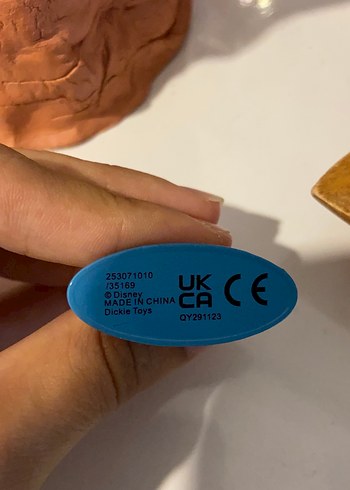 253071010
/35169
© Disney
MADE IN CHINA
Dickie Toys
UK
CA
CE
QY291123